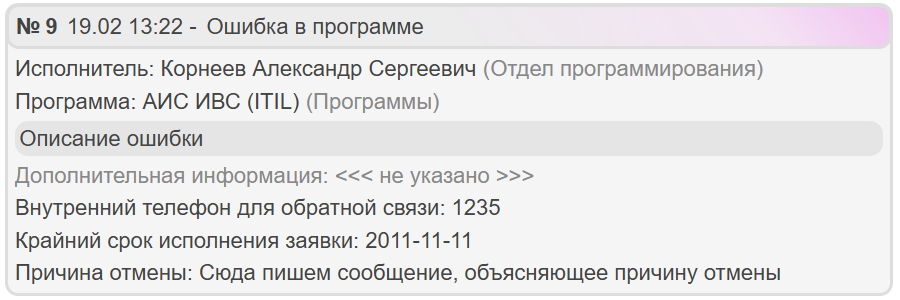 № 9 19.02 13:22 - Ошибка в программе
Исполнитель: Корнеев Александр Сергеевич (Отдел программирования)
Программа: АИС ИВС (ITIL) (Программы)
Описание ошибки
Дополнительная информация: <<< не указано >>>
Внутренний телефон для обратной связи: 1235
Крайний срок исполнения заявки: 2011-11-11
Причина отмены: Сюда пишем сообщение, объясняющее причину отмены